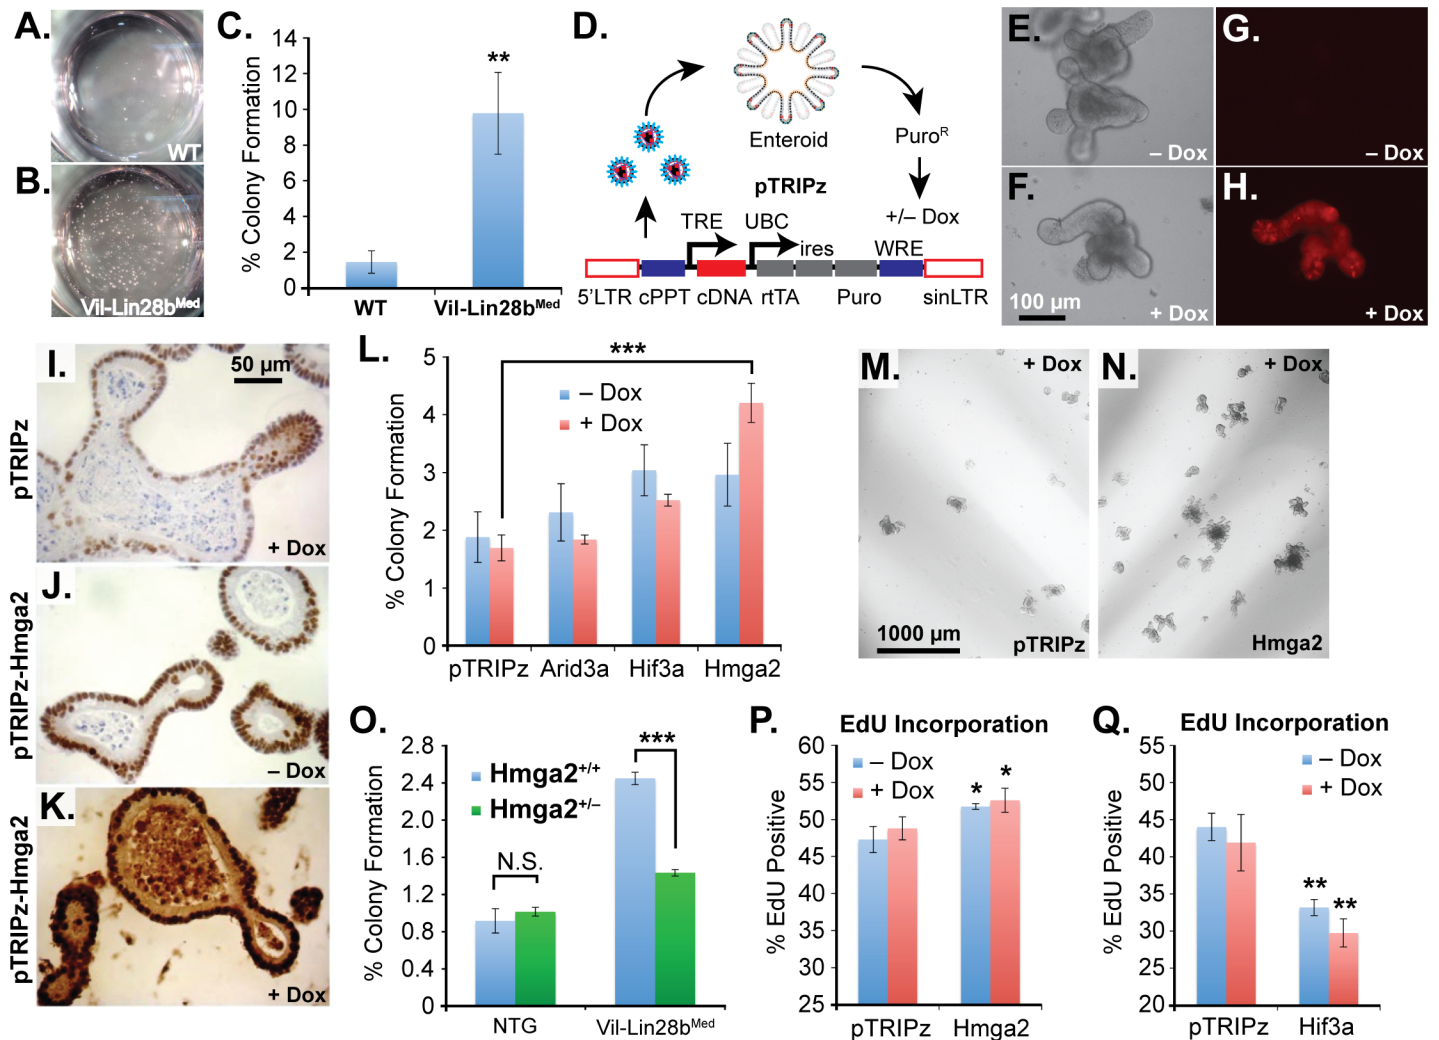 A.
WT
B.
Vil-Lin28bMed
C.
% Colony Formation
14
12
10
8
6
4
2
0
**
WT
Vil-Lin28bMed
D.
Enteroid
PuroR
+/– Dox
pTRIPz
TRE
UBC
ires
WRE
5'LTR cPPT cDNA rtTA Puro sinLTR
E.
– Dox
F.
100 µm
+ Dox
G.
– Dox
H.
+ Dox
I.
50 µm
pTRIPz
+ Dox
J.
pTRIPz-Hmga2
– Dox
K.
pTRIPz-Hmga2
+ Dox
L.
% Colony Formation
5
4
3
2
1
0
***
– Dox
+ Dox
pTRIPz Arid3a Hif3a Hmga2
M.
+ Dox
1000 µm
pTRIPz
N.
+ Dox
Hmga2
O.
% Colony Formation
2.8
2.4
2.0
1.6
1.2
0.8
0.4
0
Hmga2+/+
Hmga2+/–
N.S.
***
NTG
Vil-Lin28bMed
P.
EdU Incorporation
% EdU Positive
60
55
50
45
40
35
30
25
– Dox
+ Dox
*
*
pTRIPz Hmga2
Q.
EdU Incorporation
% EdU Positive
55
50
45
40
35
30
25
20
– Dox
+ Dox
**
**
pTRIPz Hif3a